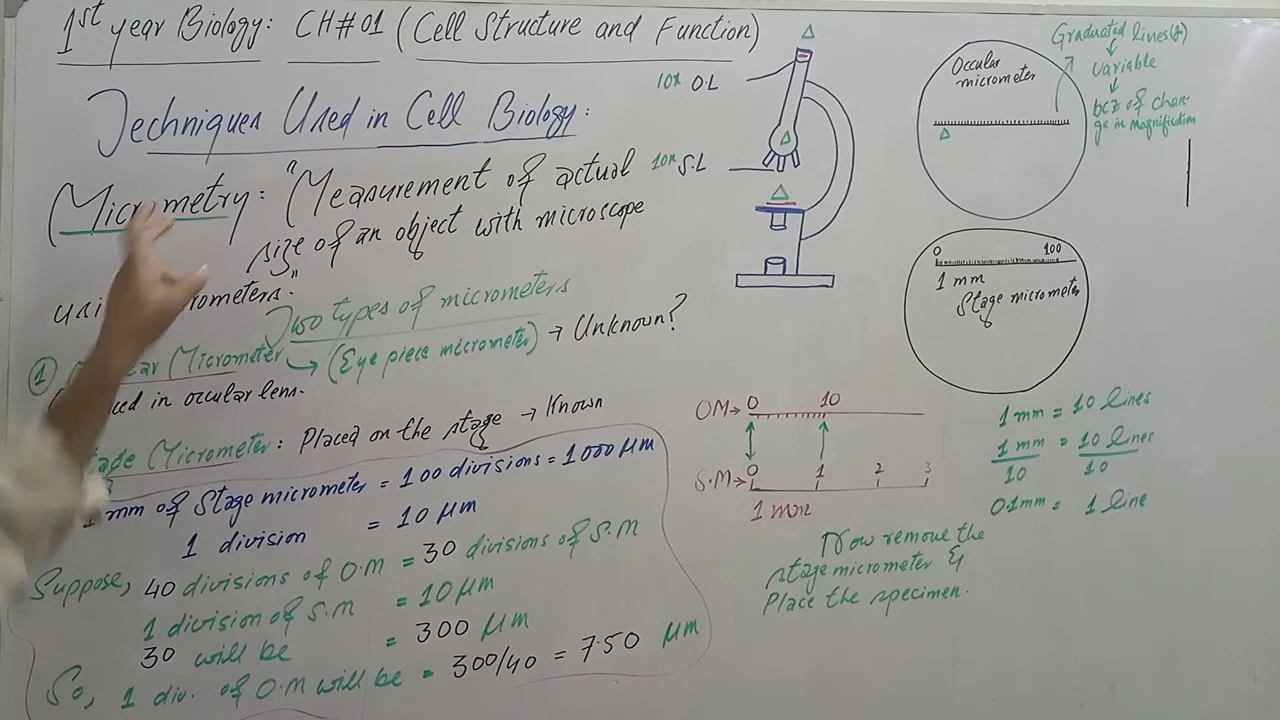 1st year Biology: CH#01 (Cell Structure and Function)
Techniques Used in Cell Biology:
(Micrometry: "(Measurement of actual
size of an object with microscope"
Two types of micrometers
① Micrometer → (Eye piece micrometer) → Unknown?
in occular lens.
Micrometer: Placed on the stage → Known
1 mm of Stage micrometer = 100 divisions = 1000 μm
1 division = 10 μm
Suppose, 40 divisions of O.M = 30 divisions of S.M
1 division of S.M = 10 μm
30 will be = 300 μm
So, 1 div. of O.M will be = 300/40 = 7.50 μm
10x O.L
10x S.L
Occular
micrometer
Graduated lines(?)
variable
bcz of chan-
ge in magnification
0 100
1 mm
Stage micrometer
OM→ 0 10
S.M→ 0 1 2 3
1 mm
1 mm = 10 lines
1 mm = 10 lines
10 10
0.1 mm = 1 line
Now remove the
stage micrometer &
Place the specimen.